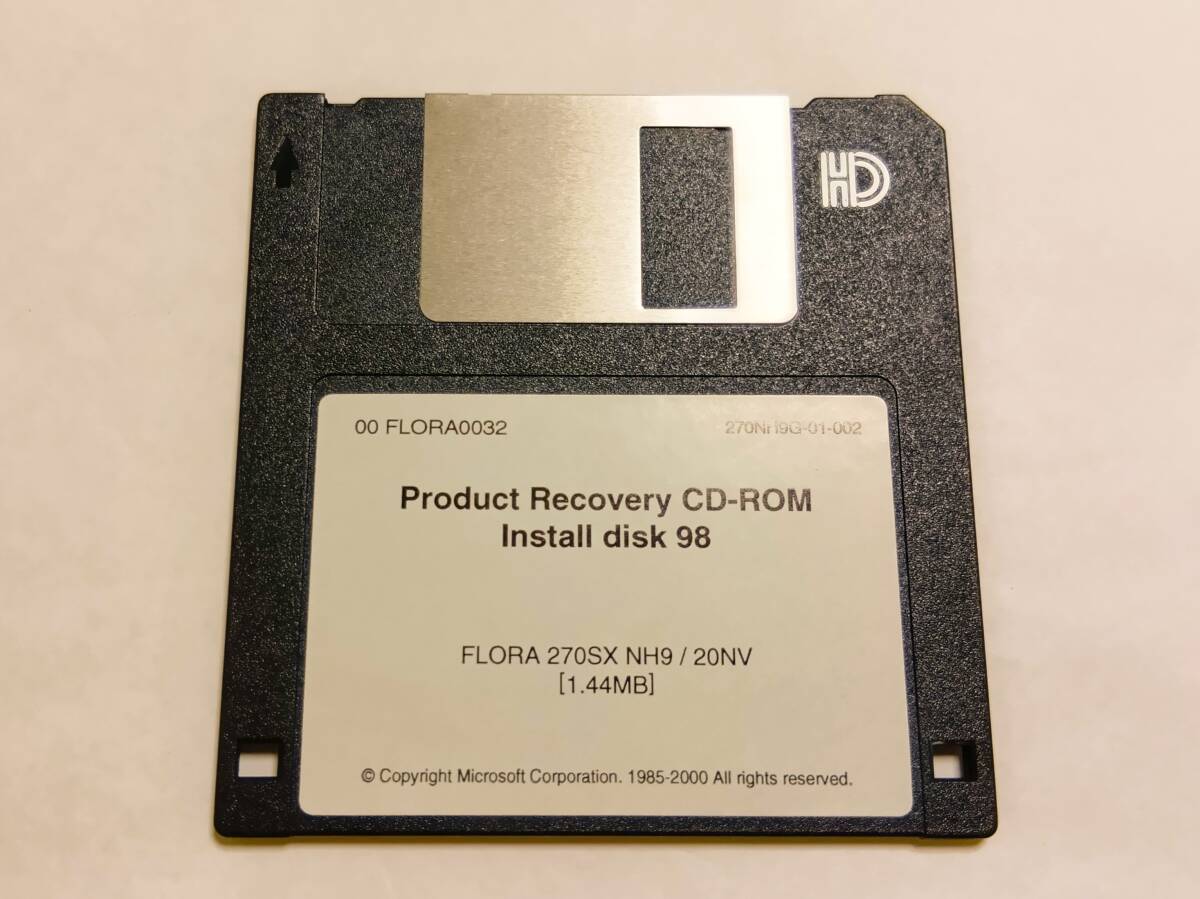 HD
00 FLORA0032
270NH9G-01-002
Product Recovery CD-ROM
Install disk 98
FLORA 270SX NH9 / 20NV
[1.44MB]
© Copyright Microsoft Corporation. 1985-2000 All rights reserved.